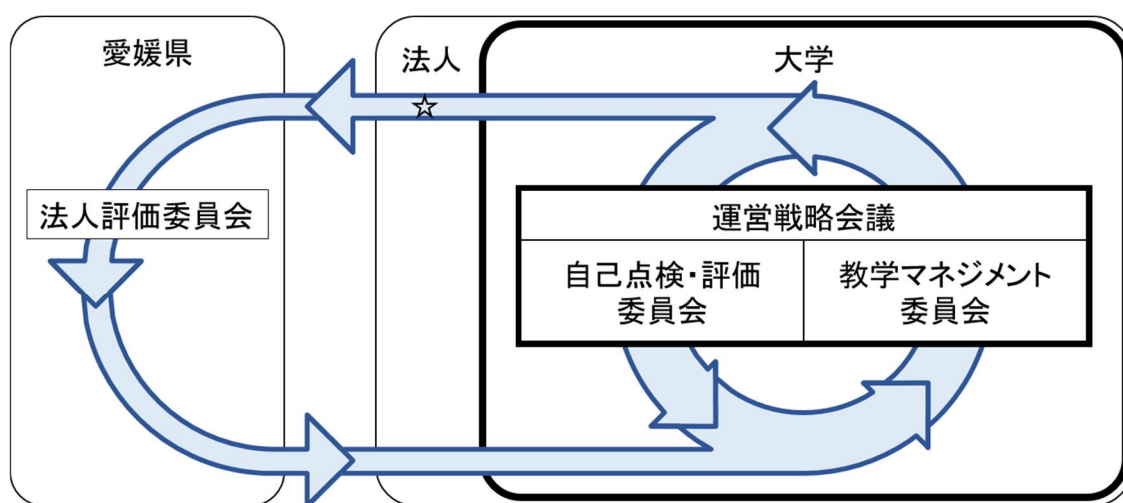 愛媛県
法人
大学
☆
法人評価委員会
運営戦略会議
自己点検・評価
委員会
教学マネジメント
委員会